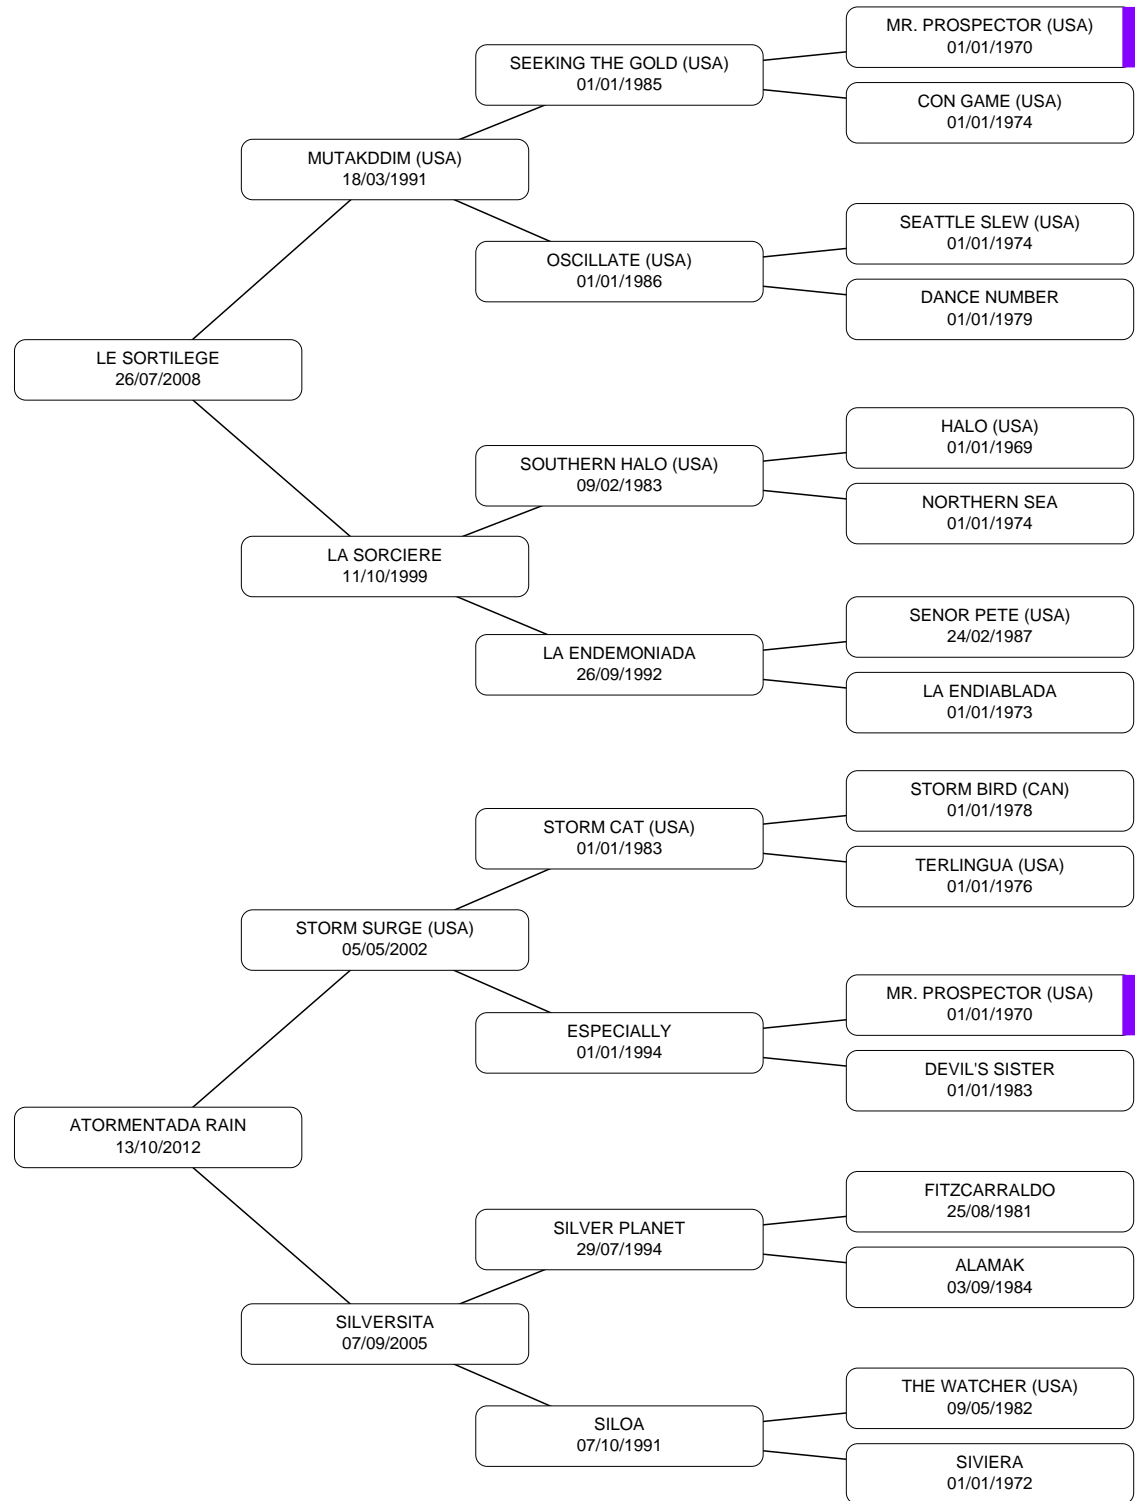 MR. PROSPECTOR (USA)
01/01/1970
SEEKING THE GOLD (USA)
01/01/1985
CON GAME (USA)
01/01/1974
MUTAKDDIM (USA)
18/03/1991
SEATTLE SLEW (USA)
01/01/1974
OSCILLATE (USA)
01/01/1986
DANCE NUMBER
01/01/1979
LE SORTILEGE
26/07/2008
HALO (USA)
01/01/1969
SOUTHERN HALO (USA)
09/02/1983
NORTHERN SEA
01/01/1974
LA SORCIERE
11/10/1999
SENOR PETE (USA)
24/02/1987
LA ENDEMONIADA
26/09/1992
LA ENDIABLADA
01/01/1973
STORM BIRD (CAN)
01/01/1978
STORM CAT (USA)
01/01/1983
TERLINGUA (USA)
01/01/1976
STORM SURGE (USA)
05/05/2002
MR. PROSPECTOR (USA)
01/01/1970
ESPECIALLY
01/01/1994
DEVIL'S SISTER
01/01/1983
ATORMENTADA RAIN
13/10/2012
FITZCARRALDO
25/08/1981
SILVER PLANET
29/07/1994
ALAMAK
03/09/1984
SILVERSITA
07/09/2005
THE WATCHER (USA)
09/05/1982
SILOA
07/10/1991
SIVIERA
01/01/1972